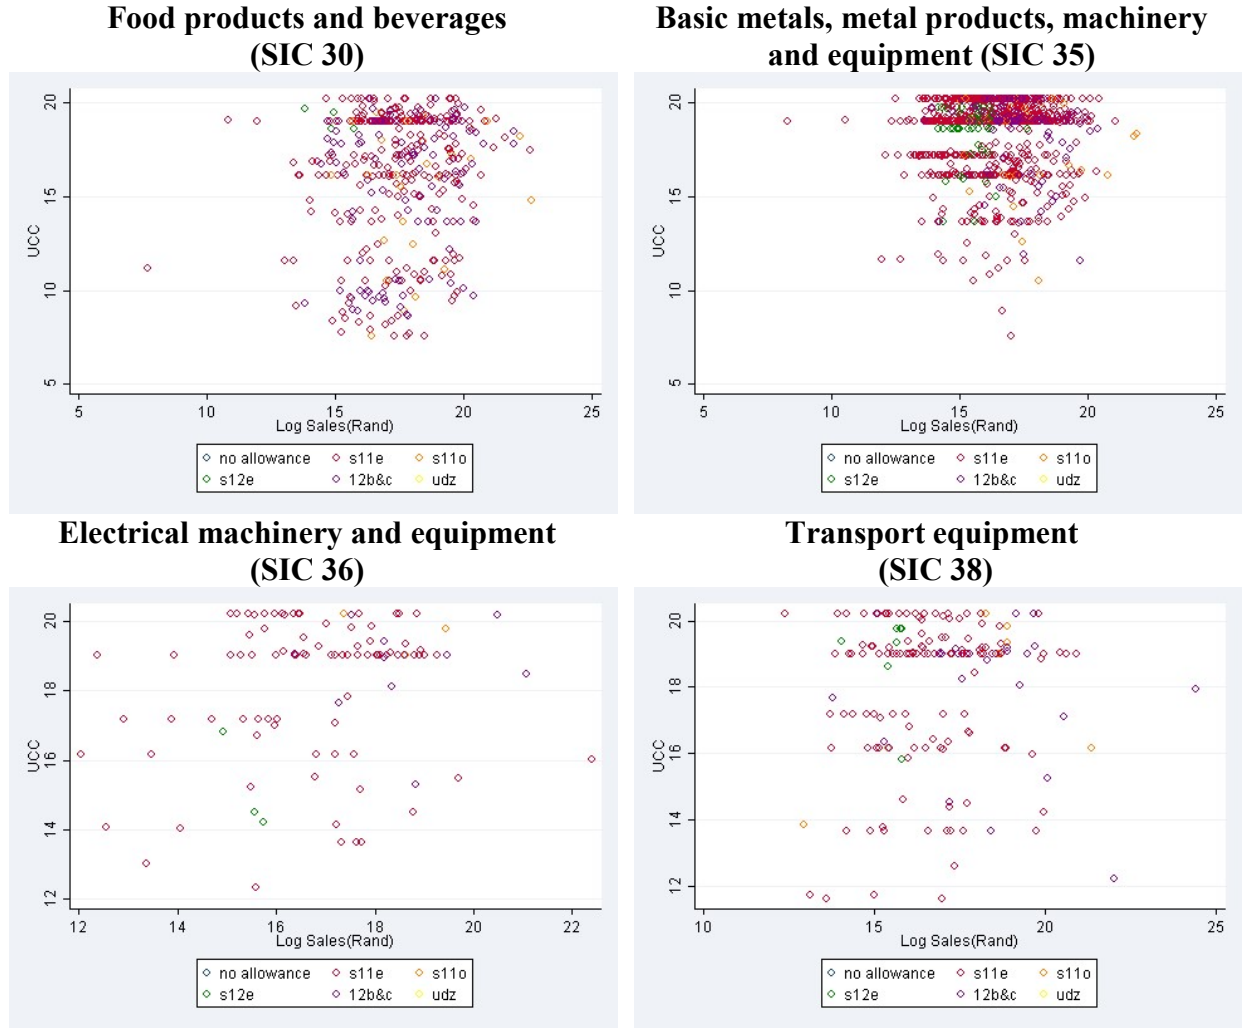 Food products and beverages
(SIC 30)
20
15
10
5
UCC
5 10 15 20 25
Log Sales(Rand)
no allowance s11e s11o
s12e 12b&c udz
Basic metals, metal products, machinery
and equipment (SIC 35)
20
15
10
5
UCC
5 10 15 20 25
Log Sales(Rand)
no allowance s11e s11o
s12e 12b&c udz
Electrical machinery and equipment
(SIC 36)
20
18
16
14
12
UCC
12 14 16 18 20 22
Log Sales(Rand)
no allowance s11e s11o
s12e 12b&c udz
Transport equipment
(SIC 38)
20
18
16
14
12
UCC
10 15 20 25
Log Sales(Rand)
no allowance s11e s11o
s12e 12b&c udz